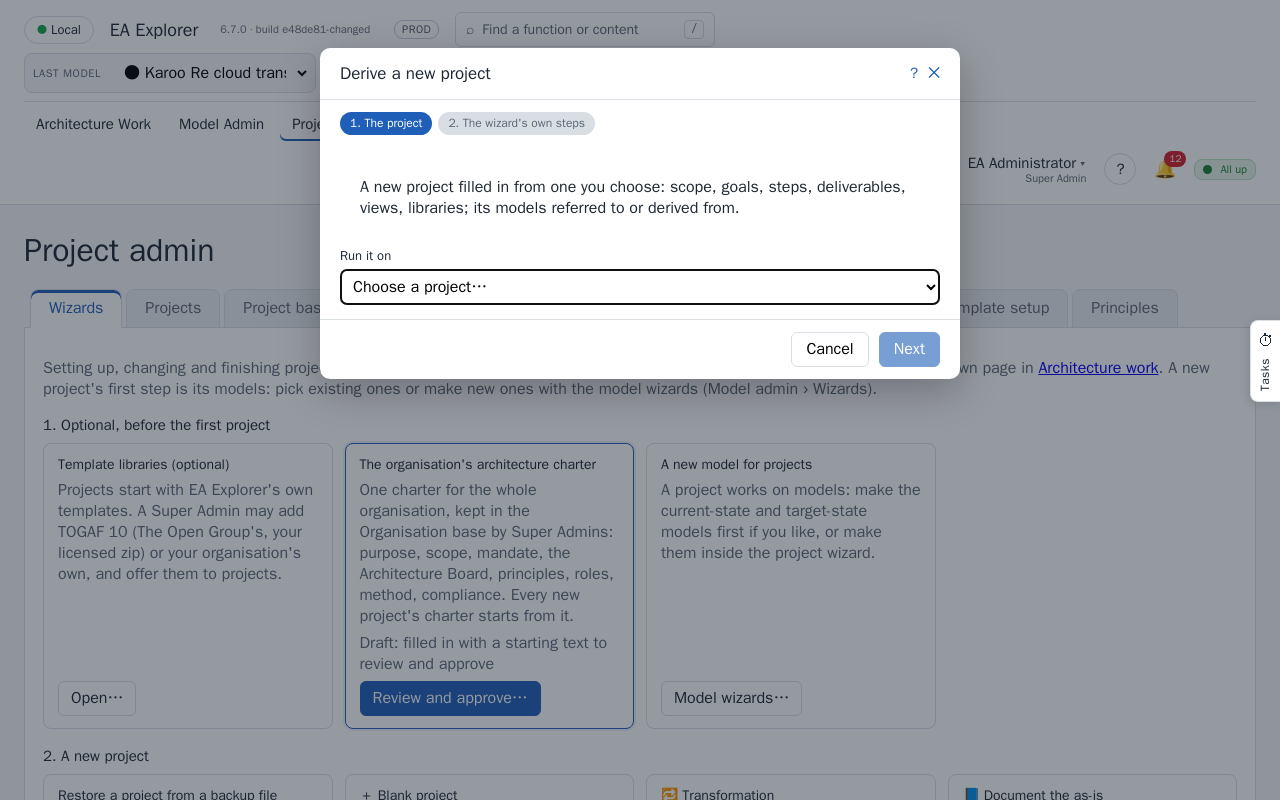 Local
EA Explorer
6.7.0 · build e48de81-changed
PROD
Find a function or content
/
LAST MODEL
Karoo Re cloud trans
Architecture Work
Model Admin
Proje
EA Administrator
Super Admin
?
12
All up
Derive a new project
?
1. The project
2. The wizard's own steps
A new project filled in from one you choose: scope, goals, steps, deliverables,
views, libraries; its models referred to or derived from.
Run it on
Choose a project…
Cancel
Next
Project admin
Wizards
Projects
Project bas
mplate setup
Principles
Tasks
Setting up, changing and finishing proje
wn page in Architecture work. A new
project's first step is its models: pick existing ones or make new ones with the model wizards (Model admin › Wizards).
1. Optional, before the first project
Template libraries (optional)
Projects start with EA Explorer's own
templates. A Super Admin may add
TOGAF 10 (The Open Group's, your
licensed zip) or your organisation's
own, and offer them to projects.
Open…
The organisation's architecture charter
One charter for the whole
organisation, kept in the
Organisation base by Super Admins:
purpose, scope, mandate, the
Architecture Board, principles, roles,
method, compliance. Every new
project's charter starts from it.
Draft: filled in with a starting text to
review and approve
Review and approve…
A new model for projects
A project works on models: make the
current-state and target-state
models first if you like, or make
them inside the project wizard.
Model wizards…
2. A new project
Restore a project from a backup file
+ Blank project
Transformation
Document the as-is